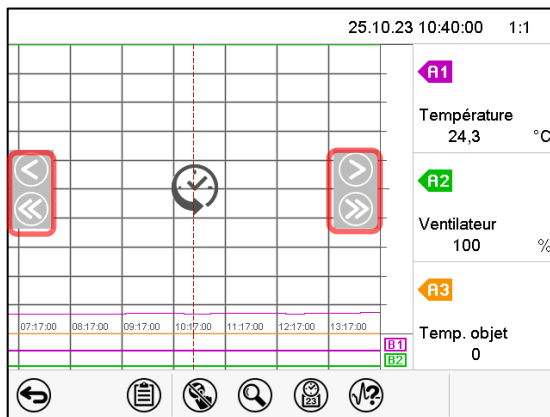 25.10.23 10:40:00 1:1
A1
Température
24,3 °C
A2
Ventilateur
100 %
A3
Temp. objet
0
07:17:00 08:17:00 09:17:00 10:17:00 11:17:00 12:17:00 13:17:00
B1
B2
23
?